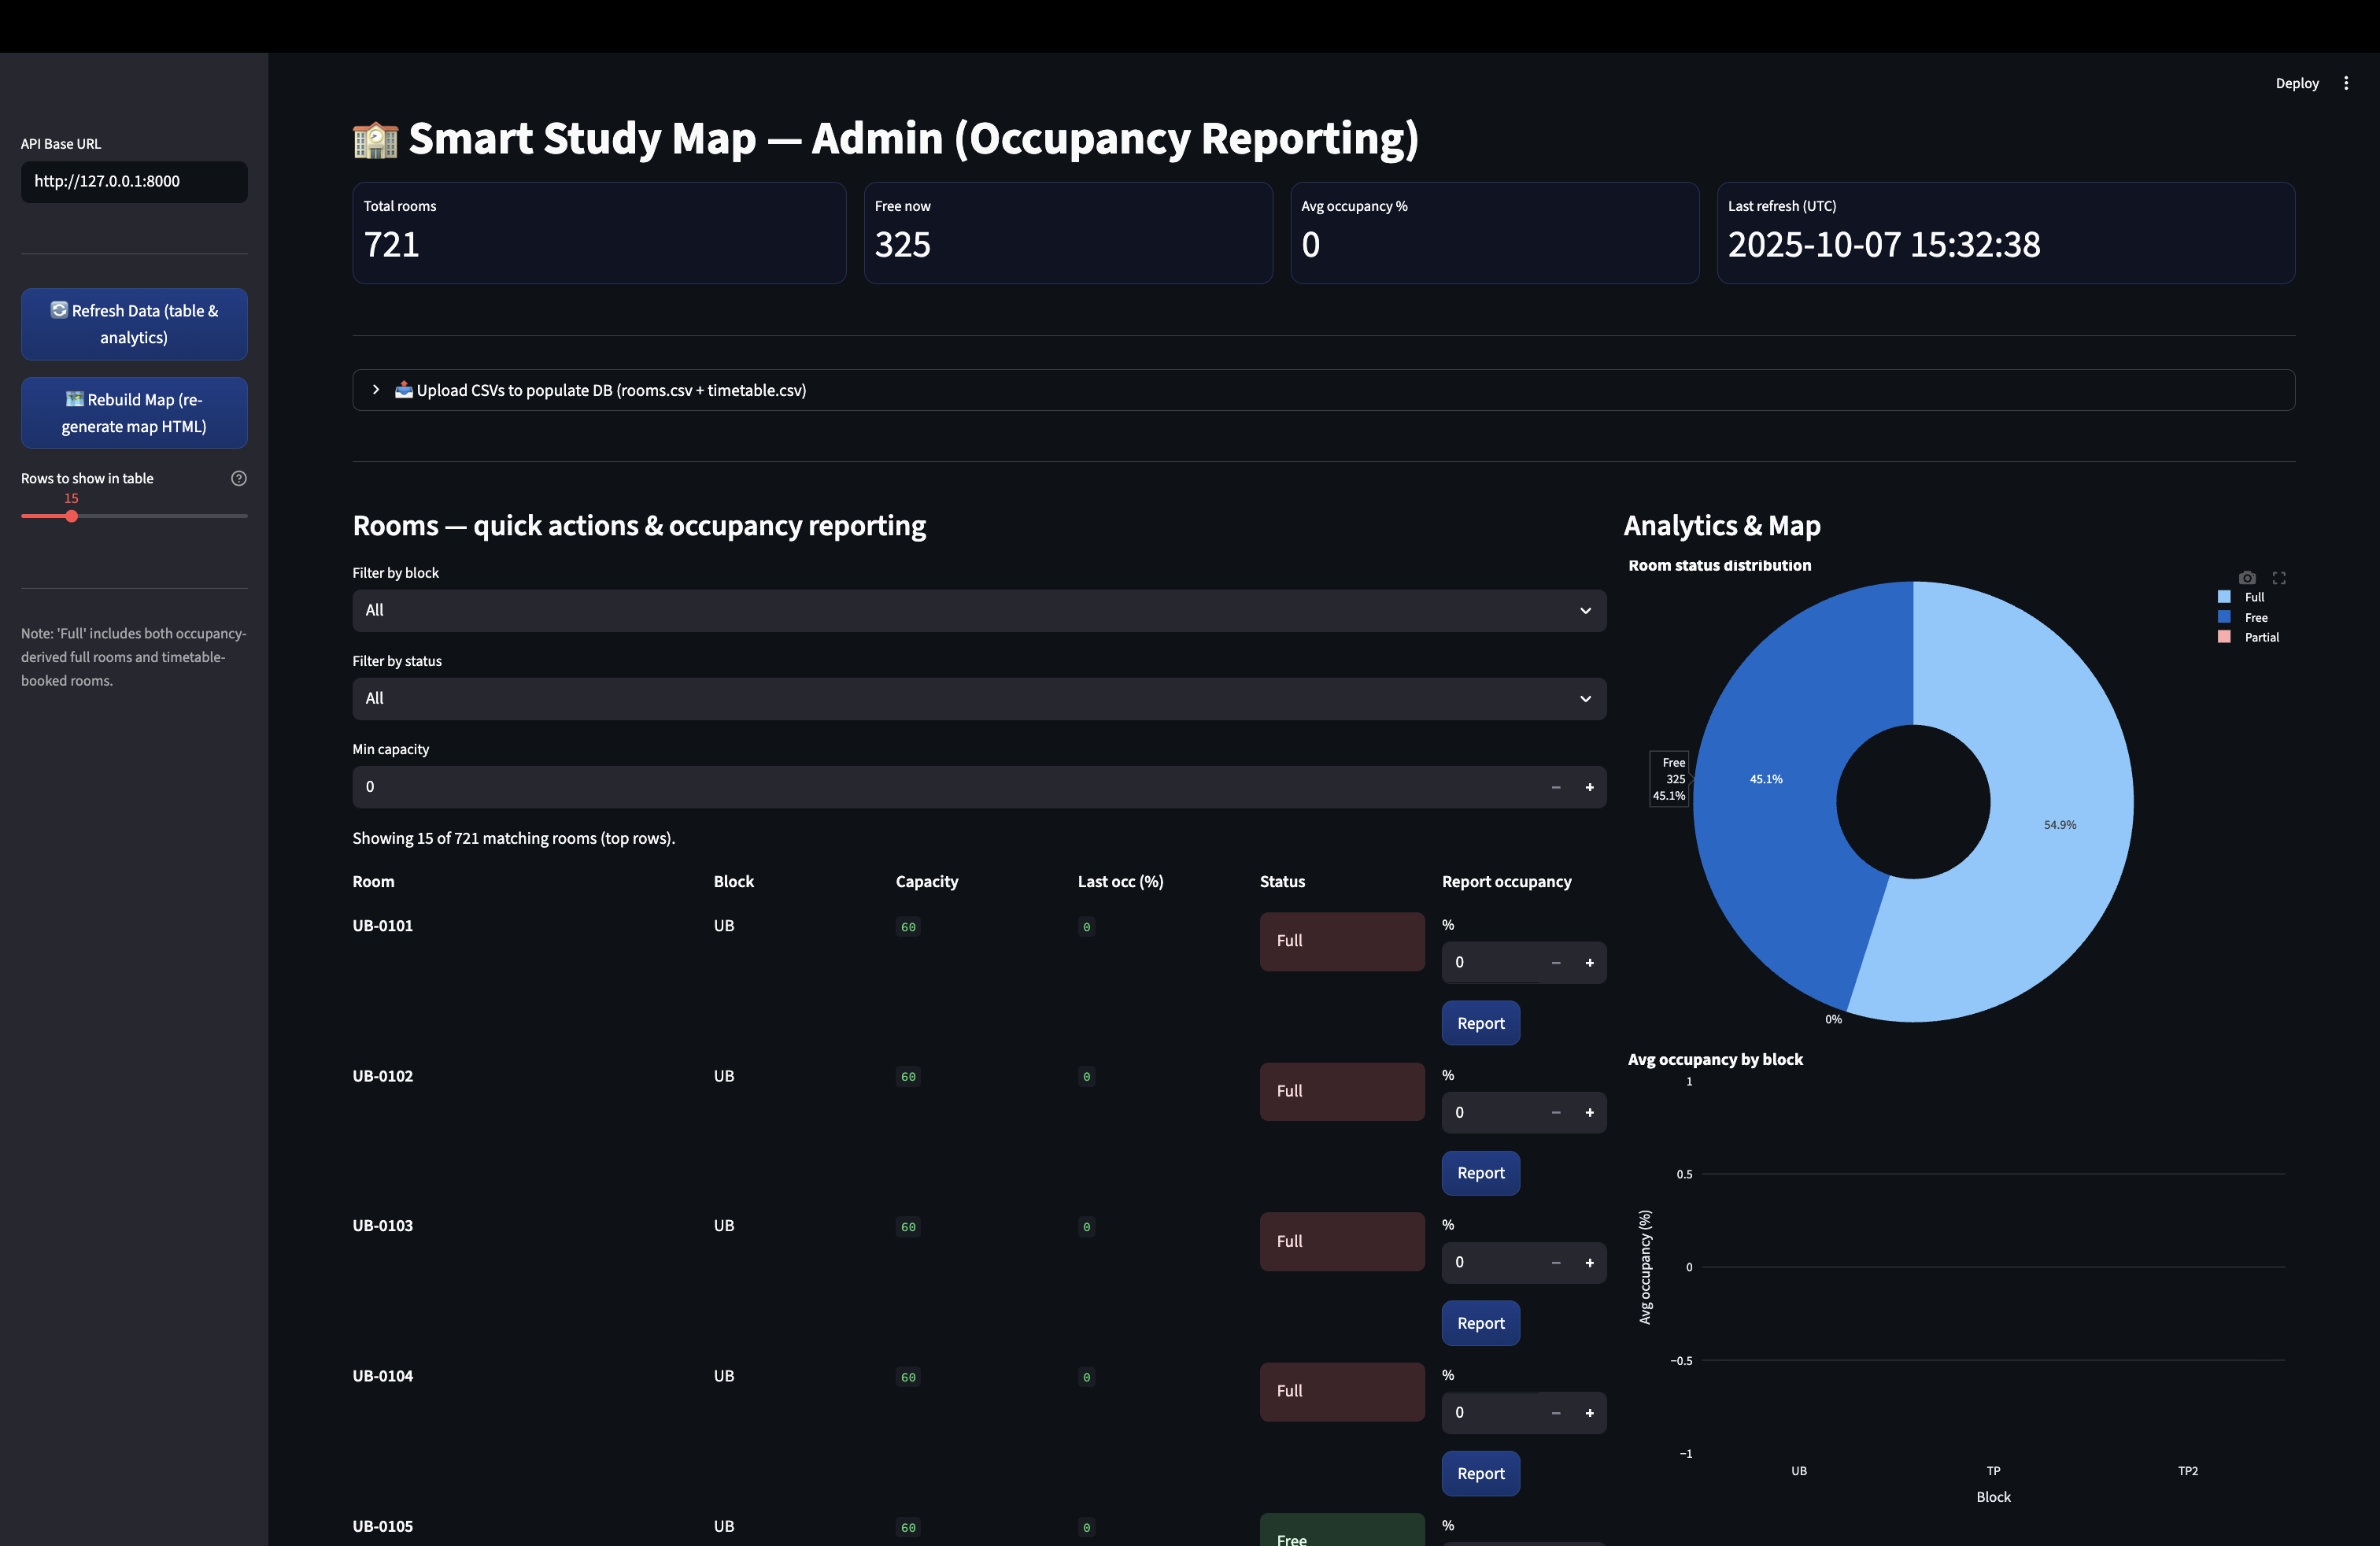 Deploy
API Base URL
http://127.0.0.1:8000
🔄 Refresh Data (table &
analytics)
🗺️ Rebuild Map (re-
generate map HTML)
Rows to show in table
15
Note: 'Full' includes both occupancy-
derived full rooms and timetable-
booked rooms.
🏫 Smart Study Map — Admin (Occupancy Reporting)
Total rooms
721
Free now
325
Avg occupancy %
0
Last refresh (UTC)
2025-10-07 15:32:38
📤 Upload CSVs to populate DB (rooms.csv + timetable.csv)
Rooms — quick actions & occupancy reporting
Filter by block
All
Filter by status
All
Min capacity
0
Showing 15 of 721 matching rooms (top rows).
Room Block Capacity Last occ (%) Status Report occupancy
UB-0101 UB 60 0 Full %
0
Report
UB-0102 UB 60 0 Full %
0
Report
UB-0103 UB 60 0 Full %
0
Report
UB-0104 UB 60 0 Full %
0
Report
UB-0105 UB 60 0 Free %
Analytics & Map
Room status distribution
Full
Free
Partial
Free
325
45.1%
45.1%
54.9%
0%
Avg occupancy by block
1
0.5
0
−0.5
−1
Avg occupancy (%)
UB TP TP2
Block